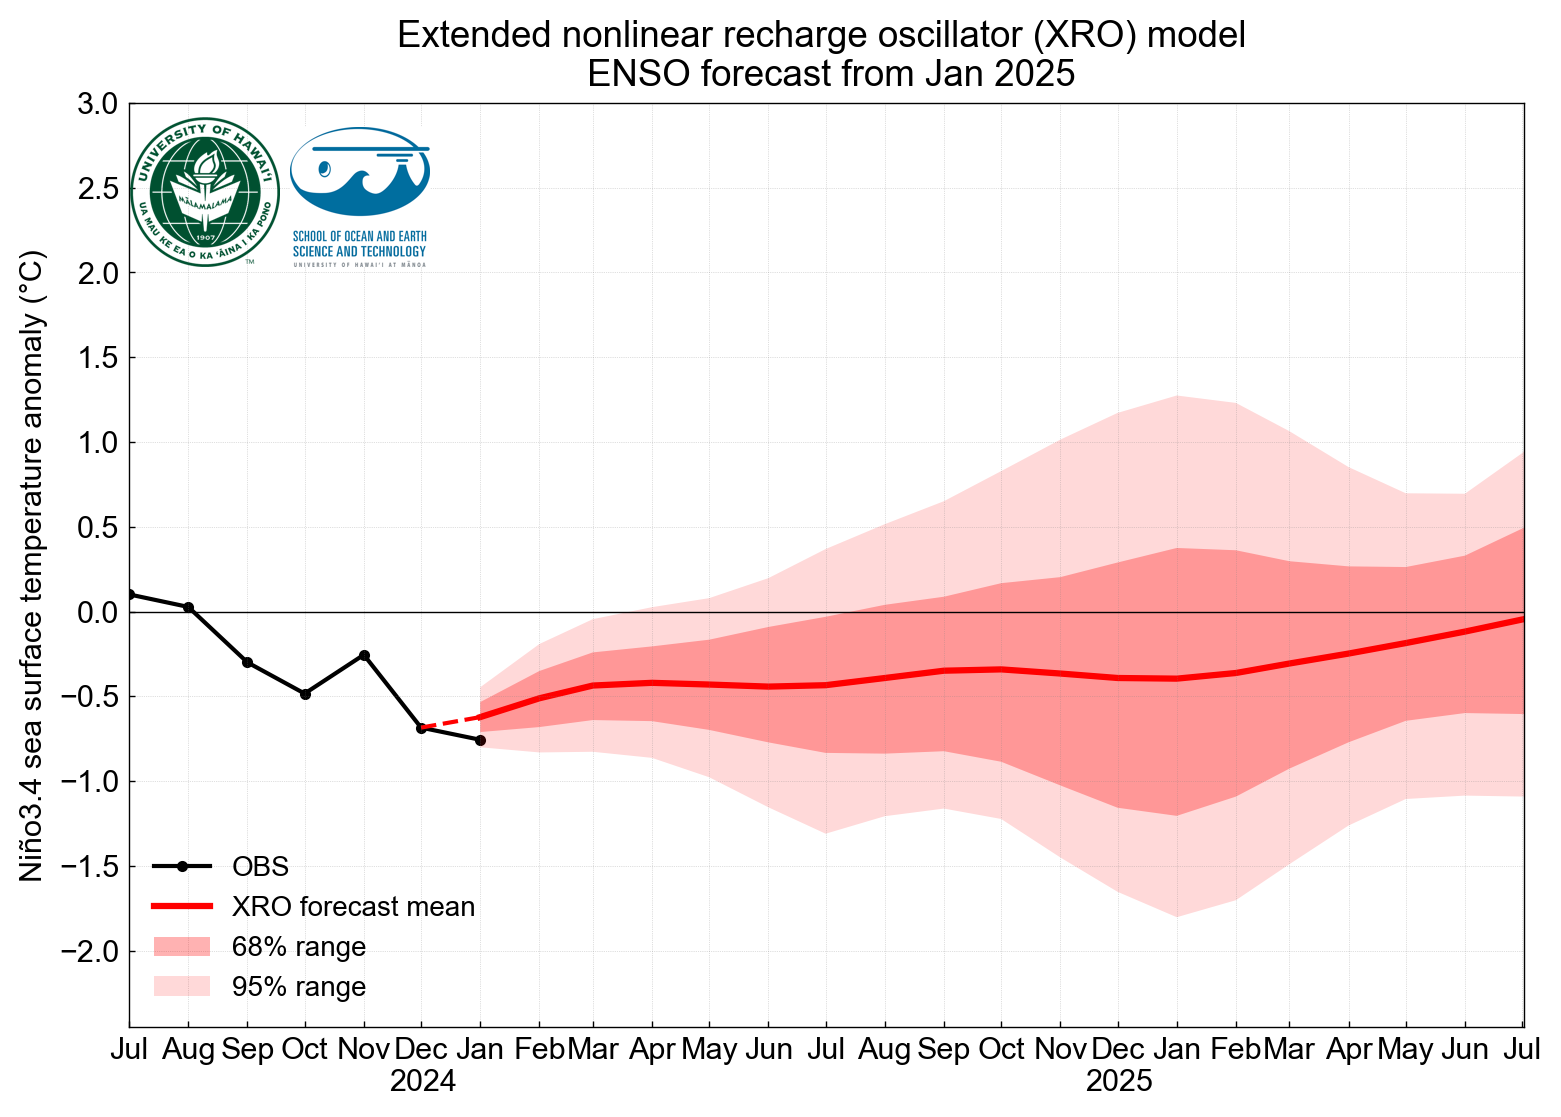 Extended nonlinear recharge oscillator (XRO) model
ENSO forecast from Jan 2025
3.0
2.5
2.0
1.5
1.0
0.5
0.0
−0.5
−1.0
−1.5
−2.0
Niño3.4 sea surface temperature anomaly (°C)
UNIVERSITY OF HAWAIʻI
MĀLAMALAMA
1907
UA MAU KE EA O KA ʻĀINA I KA PONO
TM
SCHOOL OF OCEAN AND EARTH
SCIENCE AND TECHNOLOGY
UNIVERSITY OF HAWAIʻI AT MĀNOA
OBS
XRO forecast mean
68% range
95% range
Jul Aug Sep Oct Nov Dec Jan Feb Mar Apr May Jun Jul Aug Sep Oct Nov Dec Jan Feb Mar Apr May Jun Jul
2024 2025